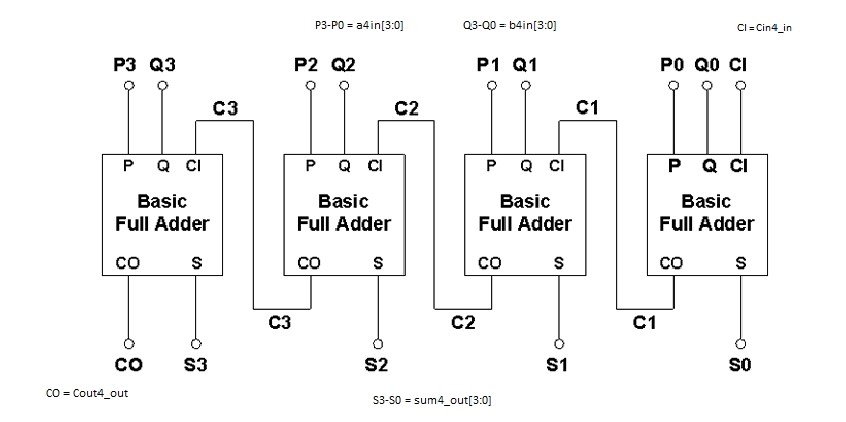 P3-P0 = a4in[3:0] Q3-Q0 = b4in[3:0] CI = Cin4_in
P3 Q3 P2 Q2 P1 Q1 P0 Q0 CI
C3 C2 C1
P Q CI P Q CI P Q CI P Q CI
Basic Basic Basic Basic
Full Adder Full Adder Full Adder Full Adder
CO S CO S CO S CO S
C3 C2 C1
CO S3 S2 S1 S0
CO = Cout4_out
S3-S0 = sum4_out[3:0]